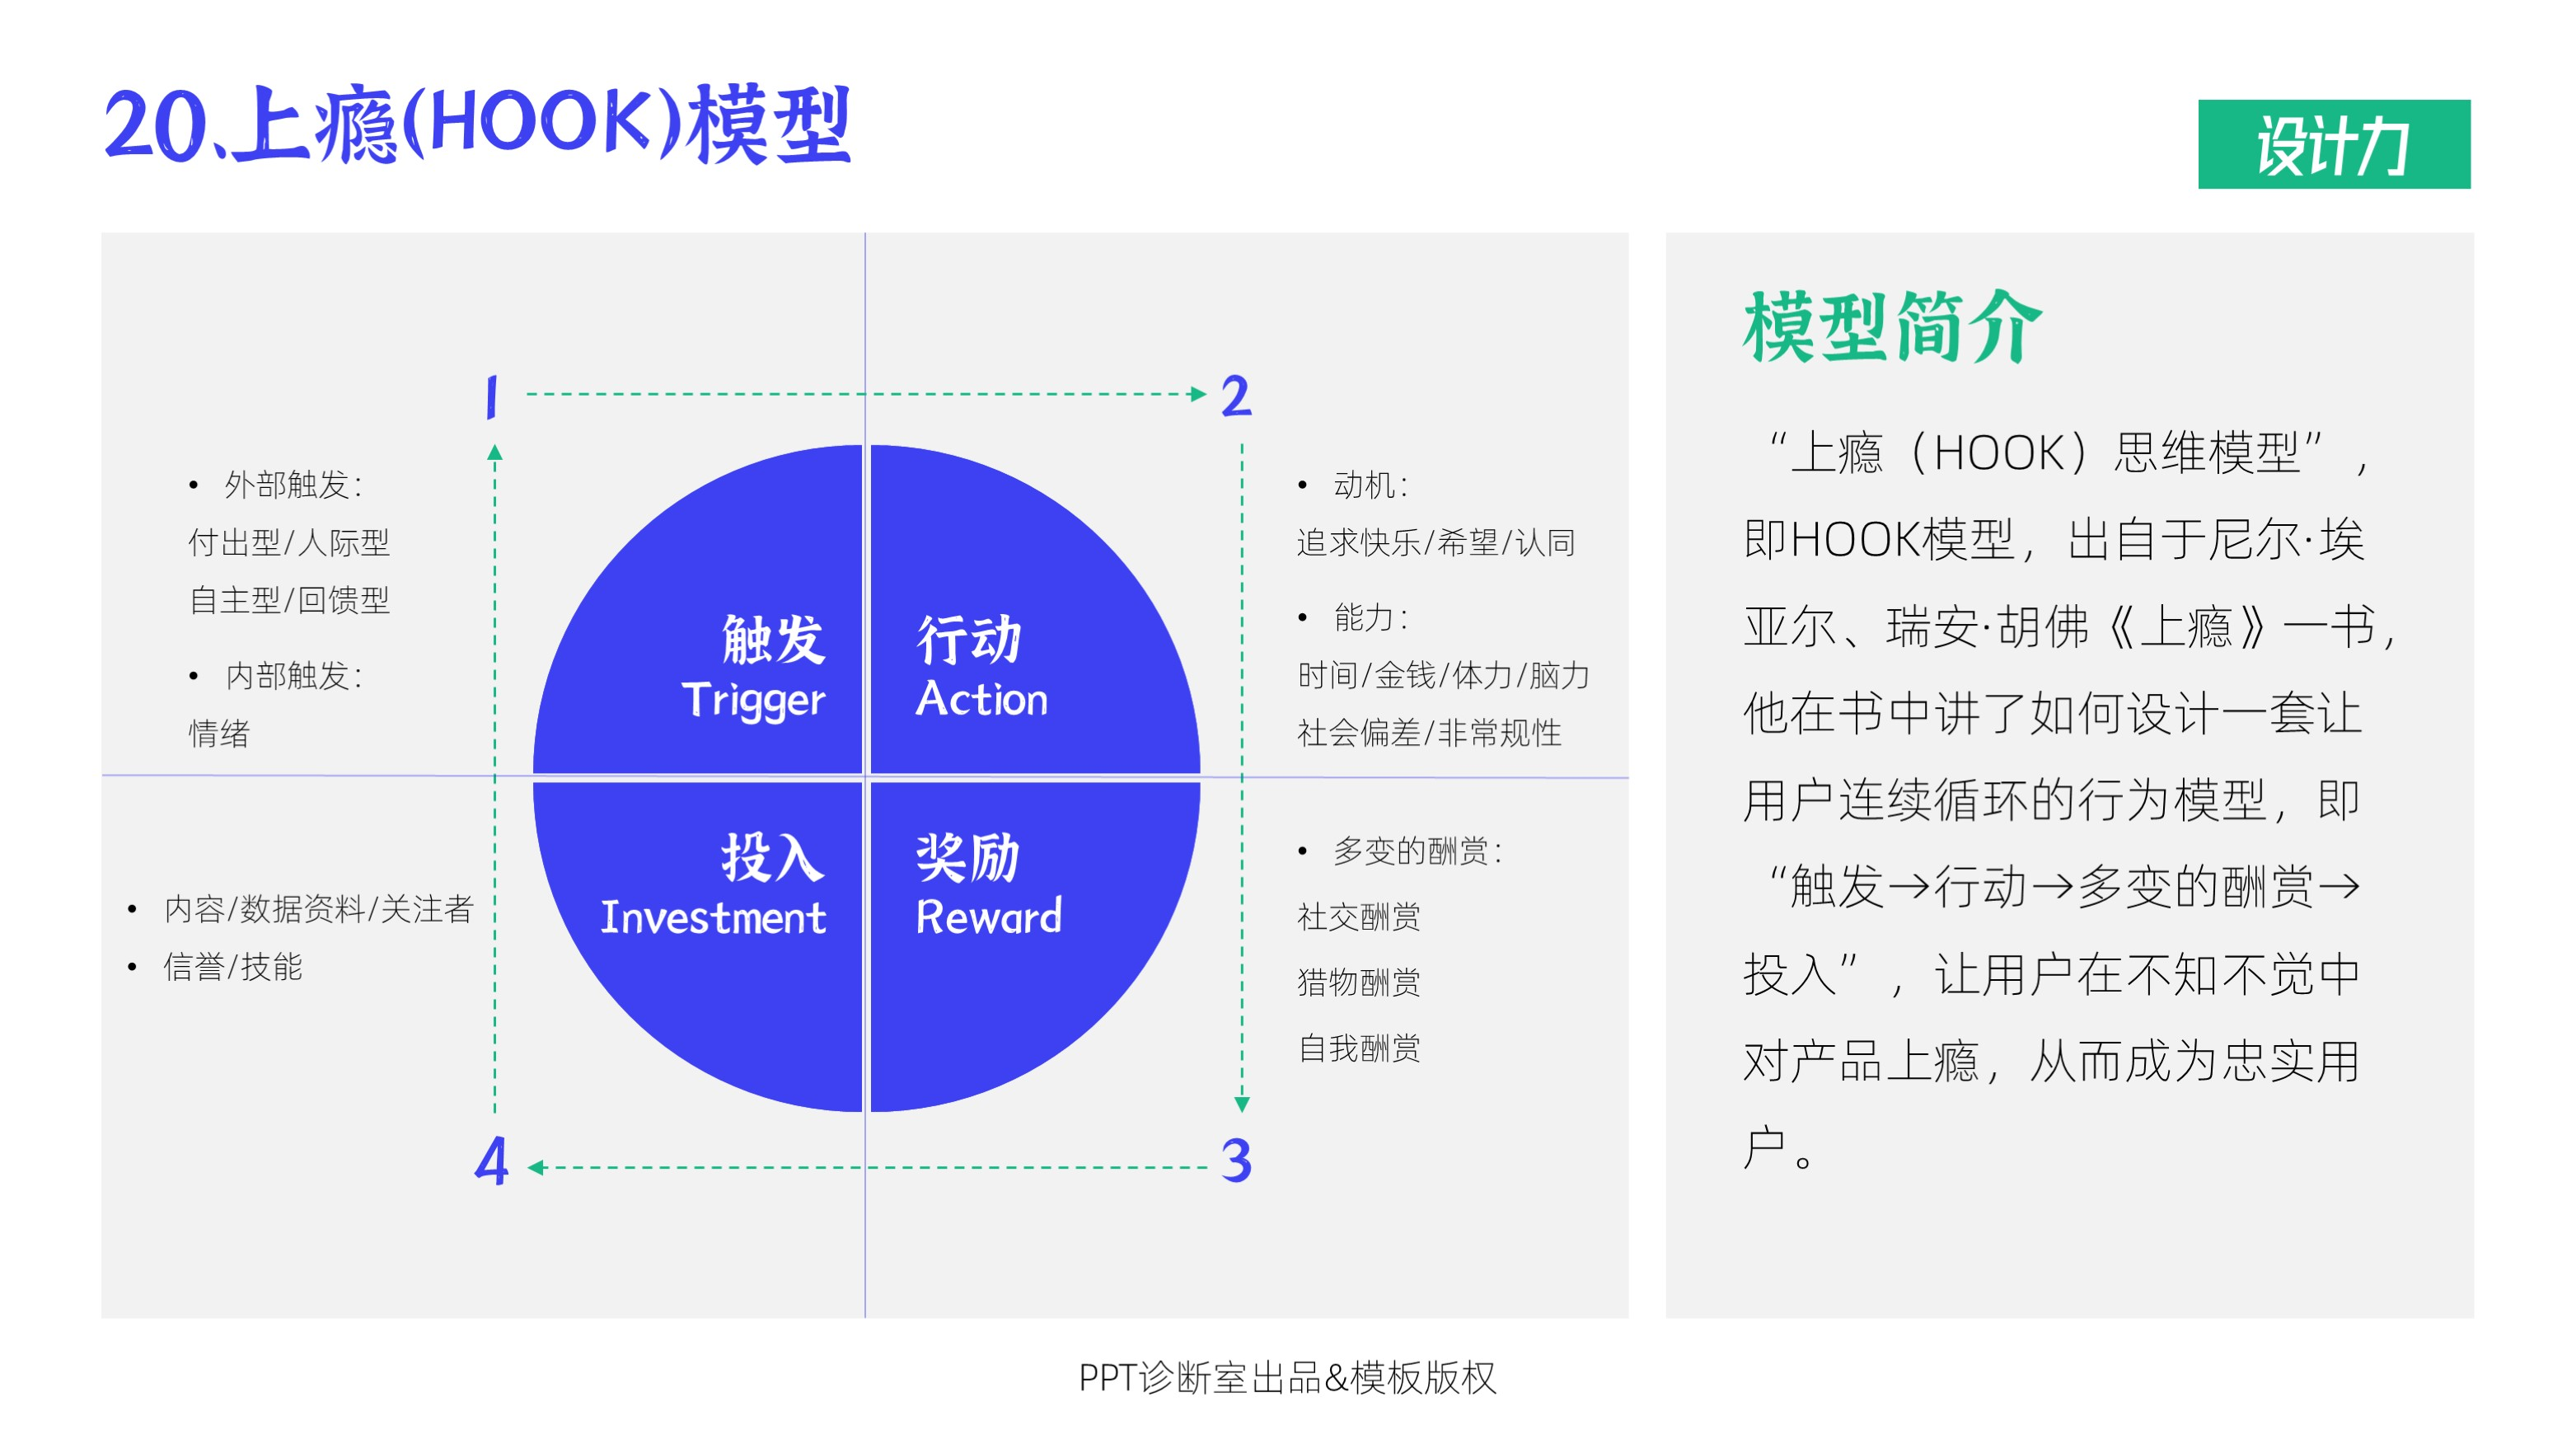 20、上瘾(HOOK)模型
设计力
1
2
• 外部触发：
付出型/人际型
自主型/回馈型
• 内部触发：
情绪
触发
Trigger
行动
Action
• 动机：
追求快乐/希望/认同
• 能力：
时间/金钱/体力/脑力
社会偏差/非常规性
• 内容/数据资料/关注者
• 信誉/技能
投入
Investment
奖励
Reward
• 多变的酬赏：
社交酬赏
猎物酬赏
自我酬赏
4
3
模型简介
“上瘾（HOOK）思维模型”，
即HOOK模型，出自于尼尔·埃
亚尔、瑞安·胡佛《上瘾》一书，
他在书中讲了如何设计一套让
用户连续循环的行为模型，即
“触发→行动→多变的酬赏→
投入”，让用户在不知不觉中
对产品上瘾，从而成为忠实用
户。
PPT诊断室出品&模板版权